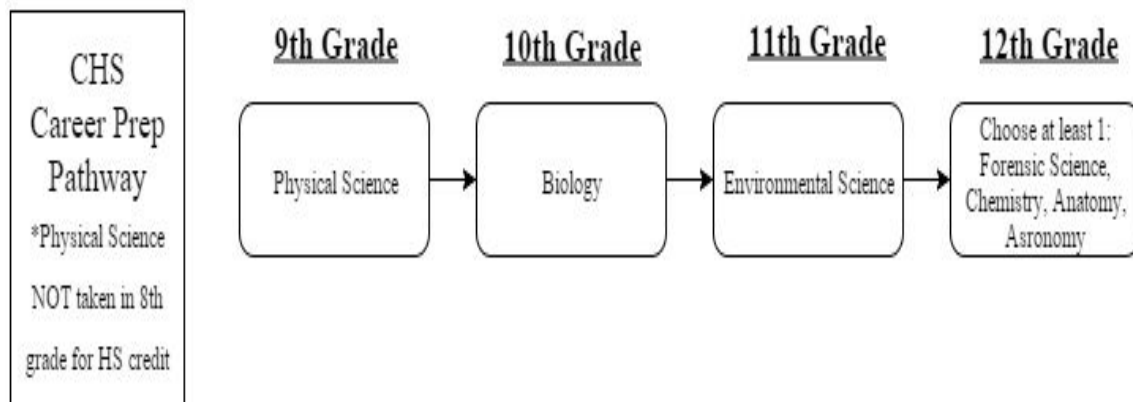 CHS
Career Prep
Pathway
*Physical Science
NOT taken in 8th
grade for HS credit
9th Grade
10th Grade
11th Grade
12th Grade
Physical Science
Biology
Environmental Science
Choose at least 1:
Forensic Science,
Chemistry, Anatomy,
Asronomy